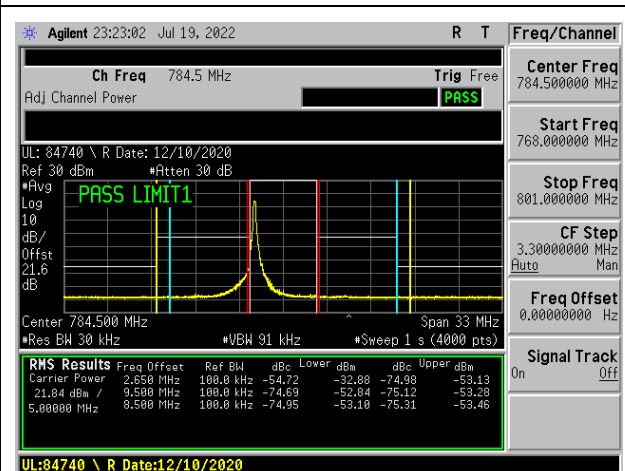 Agilent 23:23:02 Jul 19, 2022 R T
Freq/Channel
Ch Freq 784.5 MHz Trig Free
Adj Channel Power PASS
UL: 84740 \ R Date: 12/10/2020
Ref 30 dBm #Atten 30 dB
#Avg
Log
10
dB/
Offst
21.6
dB
PASS LIMIT1
Center 784.500 MHz Span 33 MHz
#Res BW 30 kHz #VBW 91 kHz #Sweep 1 s (4000 pts)
RMS Results Freq Offset Ref BW dBc Lower dBm dBc Upper dBm
Carrier Power 2.650 MHz 100.0 kHz -54.72 -32.88 -74.98 -53.13
21.84 dBm / 9.500 MHz 100.0 kHz -74.69 -52.84 -75.12 -53.28
5.00000 MHz 8.500 MHz 100.0 kHz -74.95 -53.10 -75.31 -53.46
UL:84740 \ R Date:12/10/2020
Center Freq
784.500000 MHz
Start Freq
768.000000 MHz
Stop Freq
801.000000 MHz
CF Step
3.30000000 MHz
Auto Man
Freq Offset
0.00000000 Hz
Signal Track
On Off